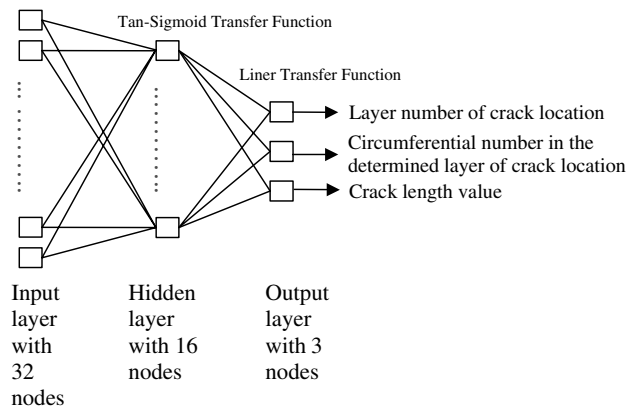 Tan-Sigmoid Transfer Function
Liner Transfer Function
Layer number of crack location
Circumferential number in the
determined layer of crack location
Crack length value
Input
layer
with
32
nodes
Hidden
layer
with 16
nodes
Output
layer
with 3
nodes